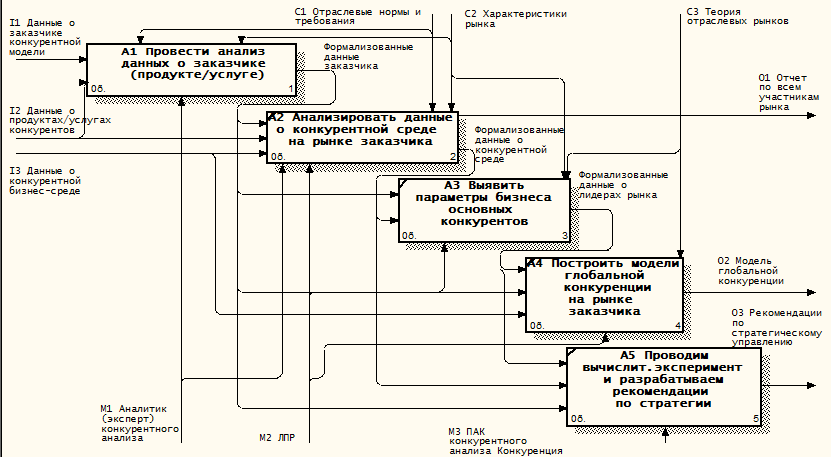 I1 Данные о
заказчике
конкурентной
модели
C1 Отраслевые нормы и
требования
C2 Характеристики
рынка
C3 Теория
отраслевых рынков
A1 Провести анализ
данных о заказчике
(продукте/услуге)
0б.
1
Формализованные
данные
заказчика
O1 Отчет
по всем
участникам
рынка
I2 Данные о
продуктах/услугах
конкурентов
A2 Анализировать данные
о конкурентной среде
на рынке заказчика
0б.
2
Формализованные
данные о
конкурентной
среде
I3 Данные о
конкурентной
бизнес-среде
A3 Выявить
параметры бизнеса
основных
конкурентов
0б.
3
Формализованные
данные о
лидерах рынка
A4 Построить модели
глобальной
конкуренции
на рынке
заказчика
0б.
4
O2 Модель
глобальной
конкуренции
O3 Рекомендации
по
стратегическому
управлению
A5 Проводим
вычислит.эксперимент
и разрабатываем
рекомендации
по стратегии
0б.
5
M1 Аналитик
(эксперт)
конкурентного
анализа
M2 ЛПР
M3 ПАК
конкурентного
анализа Конкуренция